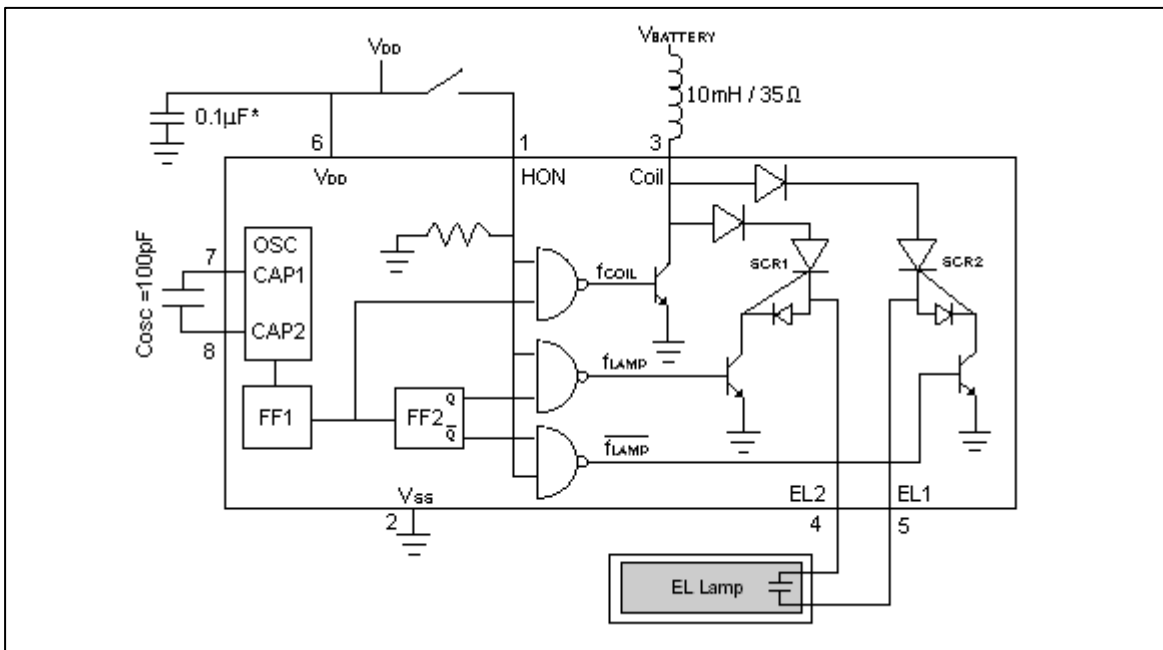 VBATTERY
VDD
10mH / 35Ω
0.1µF*
6
1
3
VDD
HON
Coil
OSC
7
CAP1
fCOIL
SCR1
SCR2
Cosc =100pF
CAP2
8
fLAMP
FF1
FF2
Q
Q̅
f̅L̅A̅M̅P̅
VSS
EL2
EL1
2
4
5
EL Lamp